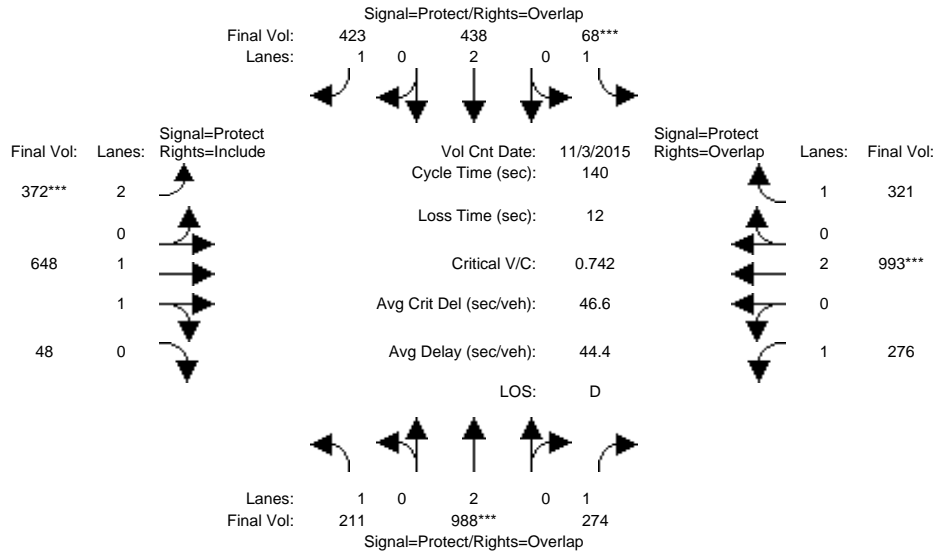 Signal=Protect/Rights=Overlap
Final Vol: 423 438 68***
Lanes: 1 0 2 0 1
Signal=Protect Signal=Protect
Final Vol: Lanes: Rights=Include Vol Cnt Date: 11/3/2015 Rights=Overlap Lanes: Final Vol:
Cycle Time (sec): 140
372*** 2 1 321
Loss Time (sec): 12
0 0
648 1 Critical V/C: 0.742 2 993***
1 Avg Crit Del (sec/veh): 46.6 0
48 0 Avg Delay (sec/veh): 44.4 1 276
LOS: D
Lanes: 1 0 2 0 1
Final Vol: 211 988*** 274
Signal=Protect/Rights=Overlap